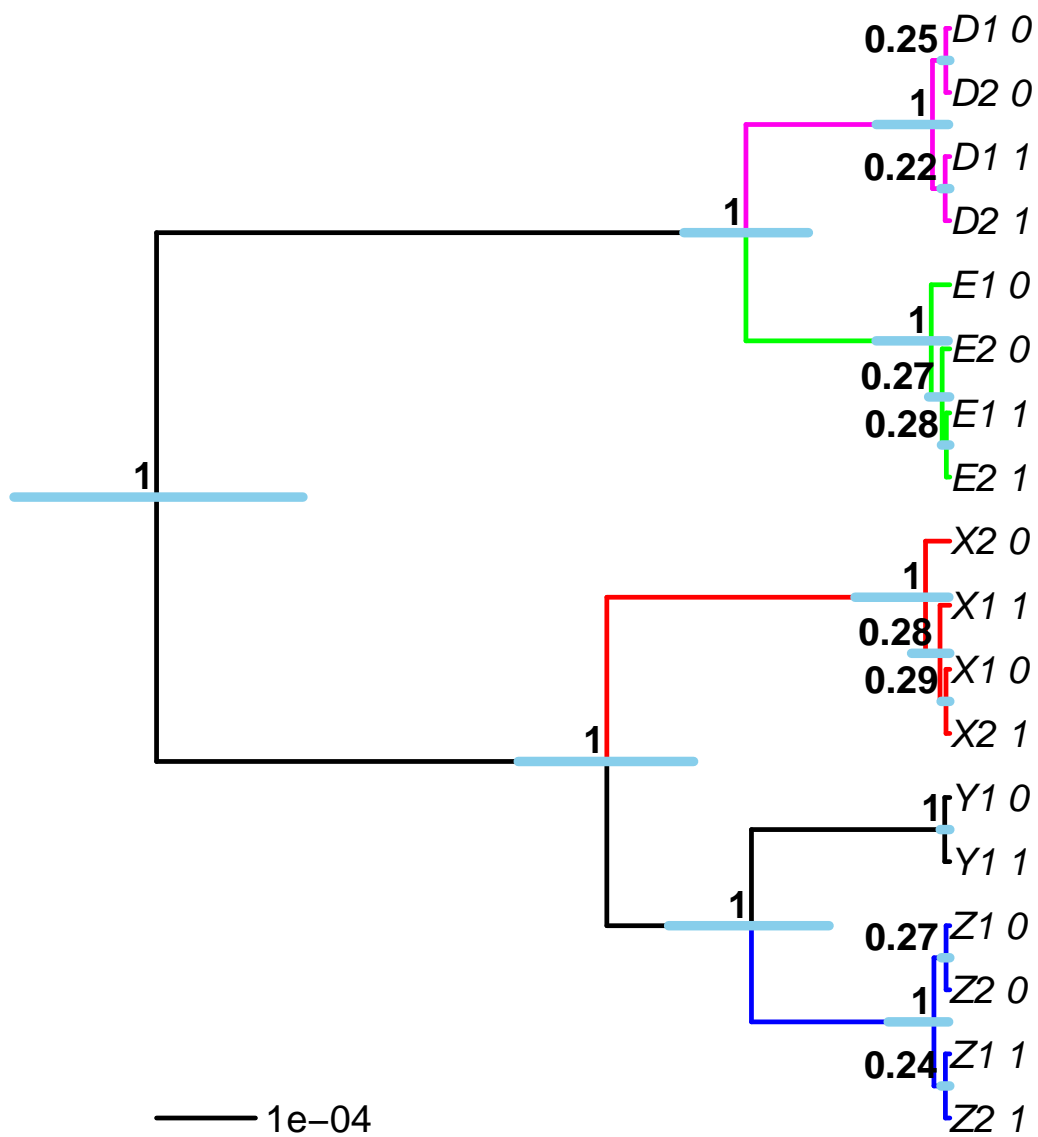 D1 0
0.25
D2 0
1
D1 1
0.22
D2 1
1
E1 0
1
E2 0
0.27
E1 1
0.28
E2 1
1
X2 0
1
X1 1
0.28
X1 0
0.29
X2 1
1
Y1 0
1
Y1 1
1
Z1 0
0.27
Z2 0
1
Z1 1
0.24
Z2 1
1e−04